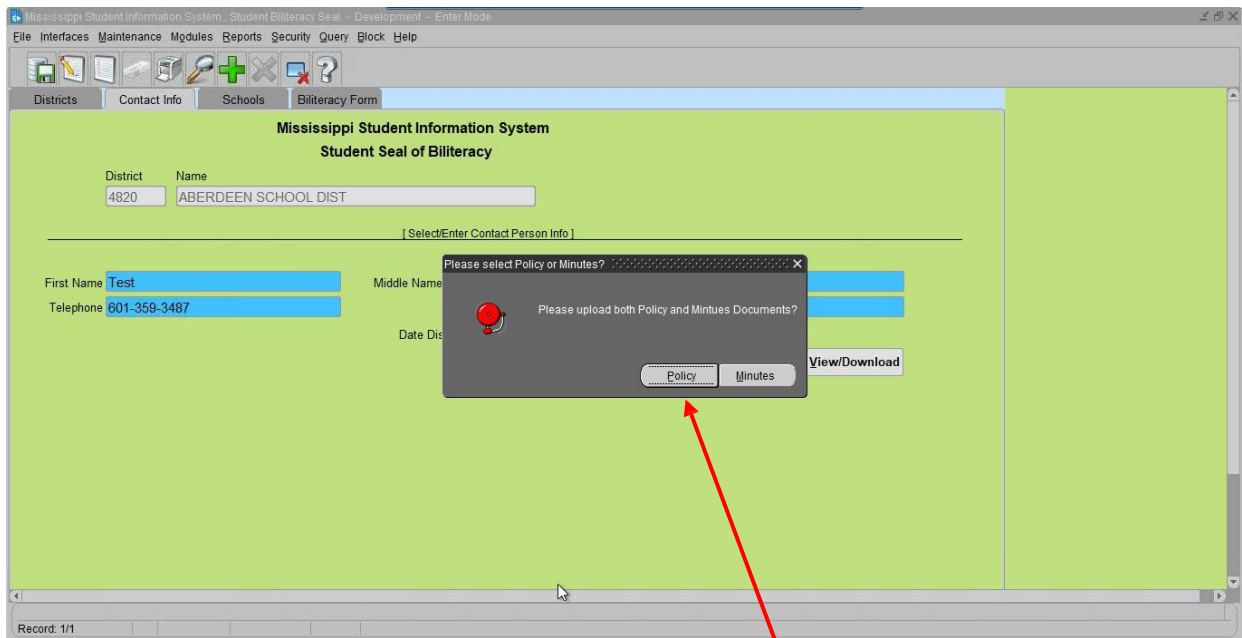 Mississippi Student Information System : Student Biliteracy Seal - Development - Enter Mode
File Interfaces Maintenance Modules Reports Security Query Block Help
Districts Contact Info Schools Biliteracy Form
Mississippi Student Information System
Student Seal of Biliteracy
District Name
4820 ABERDEEN SCHOOL DIST
[ Select/Enter Contact Person Info ]
Please select Policy or Minutes?
First Name Test Middle Name
Telephone 601-359-3487
Please upload both Policy and Mintues Documents?
Date Dis
View/Download
Policy Minutes
Record: 1/1